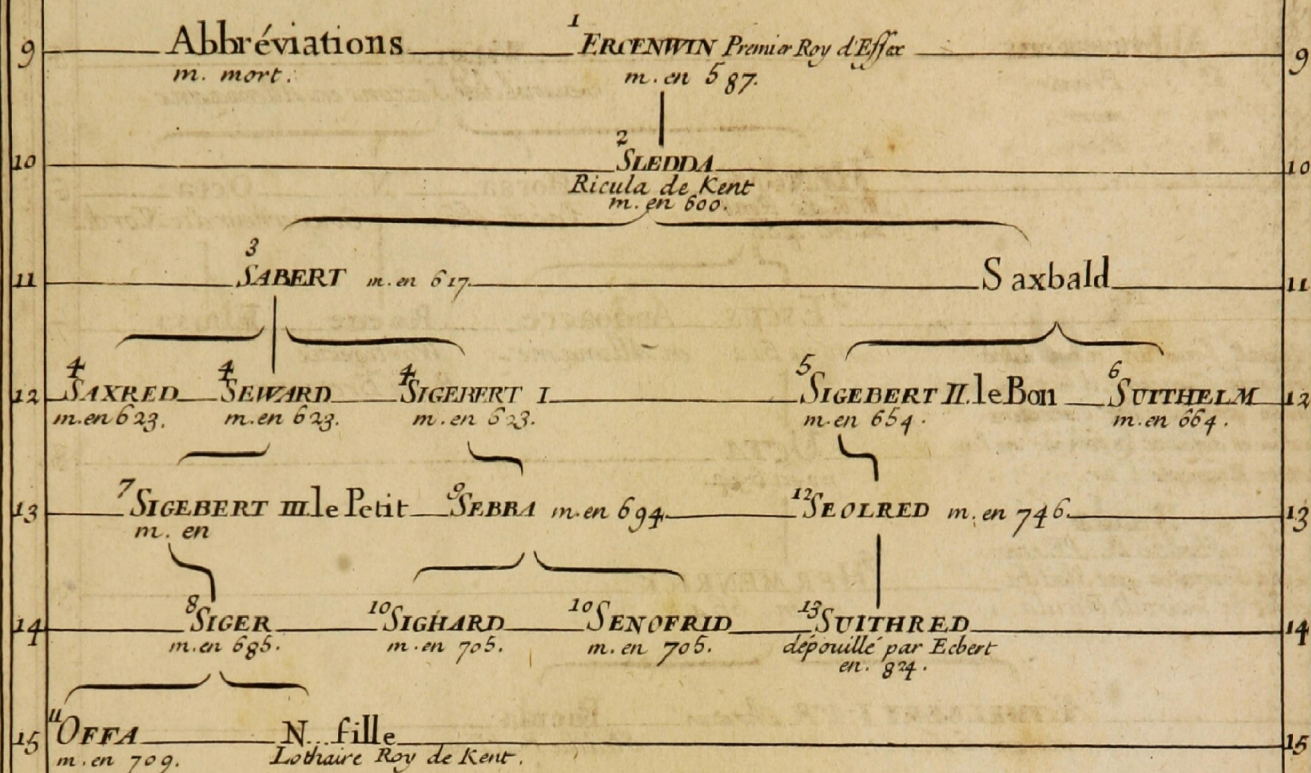 9 Abbréviations 1 ERCENWIN Premier Roy d'Essex 9
m. mort. m. en 587.
2
10 SLEDDA 10
Ricula de Kent
m. en 600.
3
11 SABERT m. en 617. Saxbald 11
4 4 4 5 6
12 SAXRED SEWARD SIGEBERT I SIGEBERT II. le Bon SUITHELM 12
m. en 623. m. en 623. m. en 623. m. en 654. m. en 664.
7 9 12
13 SIGEBERT III le Petit SEBBA m. en 694. SEOLRED m. en 746. 13
m. en
8 10 10 13
14 SIGER SIGHARD SENOFRID SUITHRED 14
m. en 685. m. en 705. m. en 705. dépouillé par Ecbert
en. 824.
11
15 OFFA N... fille 15
m. en 709. Lothaire Roy de Kent.